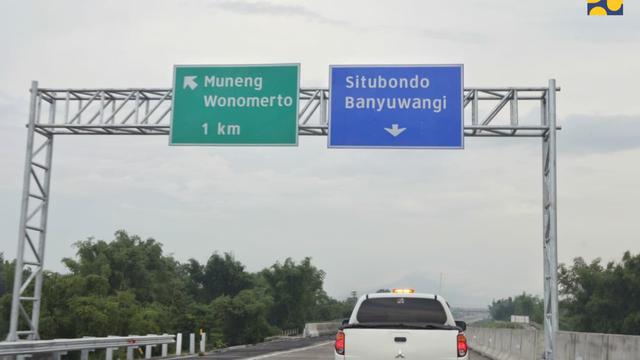 Muneng
Wonomerto
1 km
Situbondo
Banyuwangi